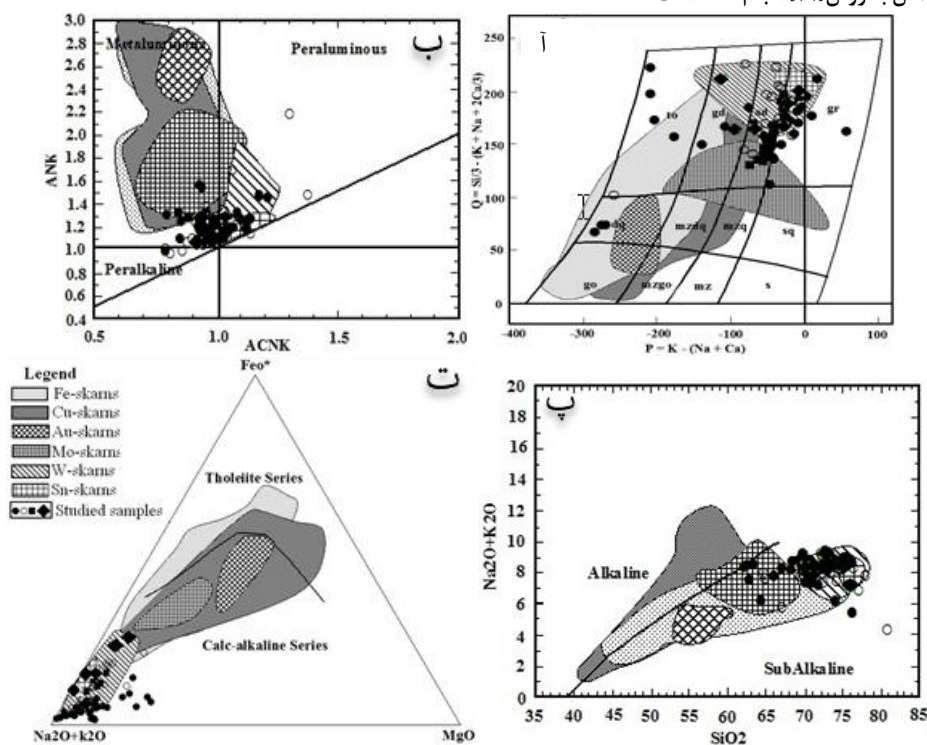 3.0
2.8
2.6
2.4
2.2
2.0
1.8
1.6
1.4
1.2
1.0
0.8
0.6
0.4
ANK
Metaluminous
Peraluminous
Peralkaline
ب
0.5 1.0 1.5 2.0
ACNK
آ
250
200
150
100
50
0
Q = Si/3 - (K + Na + 2Ca/3)
to gd ad gr
dq mzdq mzq sq
go mzgo mz s
-400 -300 -200 -100 0 100
P = K - (Na + Ca)
Legend
Fe-skarns
Cu-skarns
Au-skarns
Mo-skarns
W-skarns
Sn-skarns
Studied samples
Feo*
ت
Tholeiite Series
Calc-alkaline Series
Na2O+k2O MgO
20
18
16
14
12
10
8
6
4
2
0
Na2O+K2O
پ
Alkaline
SubAlkaline
35 45 55 65 75 85
SiO2